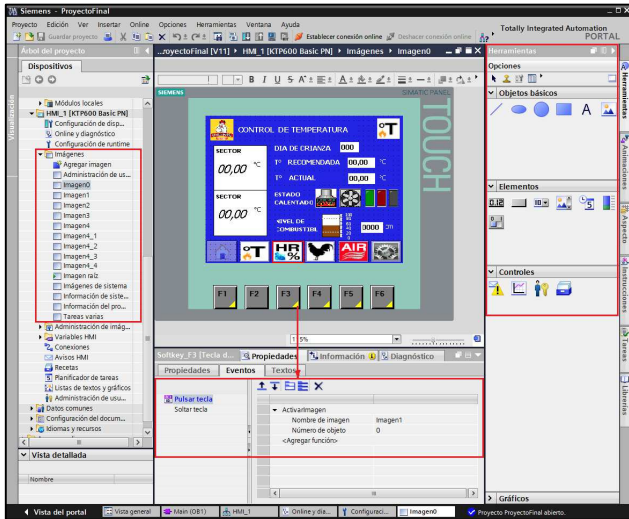 Siemens - ProyectoFinal
Proyecto Edición Ver Insertar Online Opciones Herramientas Ventana Ayuda
Guardar proyecto
Establecer conexión online
Deshacer conexión online
Totally Integrated Automation
PORTAL
Árbol del proyecto
Dispositivos
Módulos locales
HMI_1 [KTP600 Basic PN]
Configuración de disp...
Online y diagnóstico
Configuración de runtime
Imágenes
Agregar imagen
Administración de us...
Imagen0
Imagen1
Imagen2
Imagen3
Imagen4
Imagen4_1
Imagen4_2
Imagen4_3
Imagen4_4
Imagen raíz
Imágenes de sistema
Información de siste...
Información del pro...
Tareas varias
Administración de imág...
Variables HMI
Conexiones
Avisos HMI
Recetas
Planificador de tareas
Listas de textos y gráficos
Administración de usu...
Datos comunes
Configuración del docum...
Idiomas y recursos
Vista detallada
Nombre
...royectoFinal [V11] HMI_1 [KTP600 Basic PN] Imágenes Imagen0
SIEMENS
SIMATIC PANEL
TOUCH
CONTROL DE TEMPERATURA
°T
SECTOR
00,00 °C
DIA DE CRIANZA 000
Tº RECOMENDADA 00,00 °C
Tº ACTUAL 00,00 °C
SECTOR
00,00 °C
ESTADO
CALENTADO
NIVEL DE
COMBUSTIBL
0000 cm
°T
HR
%
AIR
F1 F2 F3 F4 F5 F6
Softkey_F3 [Tecla d...
Propiedades
Información
Diagnóstico
Propiedades Eventos Textos
Pulsar tecla
Soltar tecla
ActivarImagen
Nombre de imagen Imagen1
Número de objeto 0
<Agregar función>
Herramientas
Opciones
Objetos básicos
Elementos
Controles
Gráficos
Herramientas
Animaciones
Aspecto
Instrucciones
Tareas
Librerías
Vista del portal
Vista general
Main (OB1)
HMI_1
Online y dia...
Configuraci...
Imagen0
Proyecto ProyectoFinal abierto.